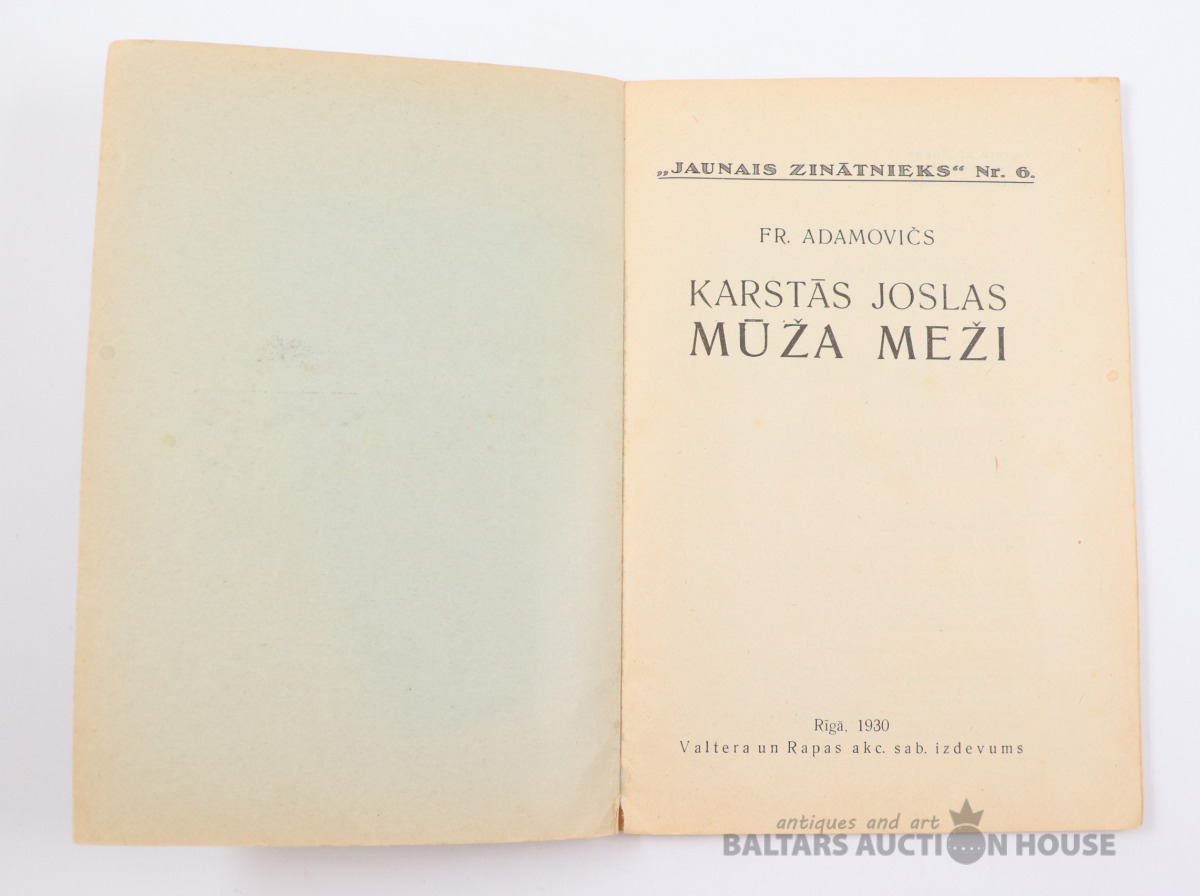 „JAUNAIS ZINĀTNIEKS“ Nr. 6.
FR. ADAMOVIČS
ĶARSTĀS JOSLAS
MŪŽA MEŽI
Rīgā, 1930
Valtera un Rapas akc. sab. izdevums
antiques and art
BALTARS AUCTION HOUSE